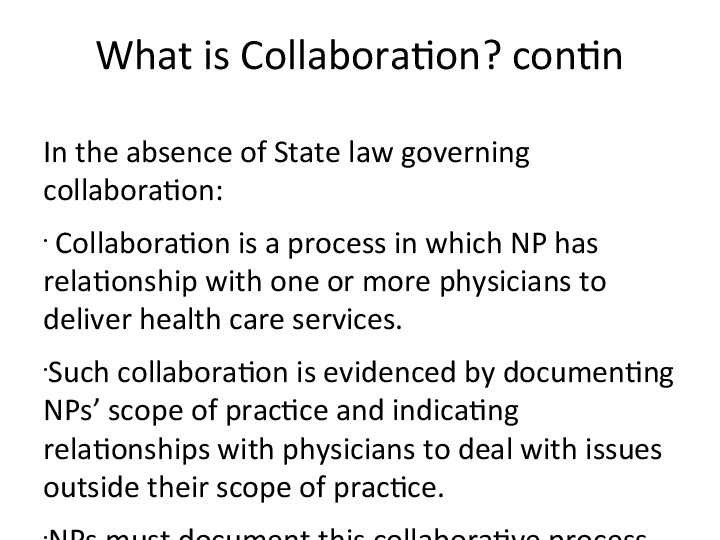 What is Collaboration? contin
In the absence of State law governing
collaboration:
· Collaboration is a process in which NP has
relationship with one or more physicians to
deliver health care services.
·Such collaboration is evidenced by documenting
NPs’ scope of practice and indicating
relationships with physicians to deal with issues
outside their scope of practice.
·NPs must document this collaborative process